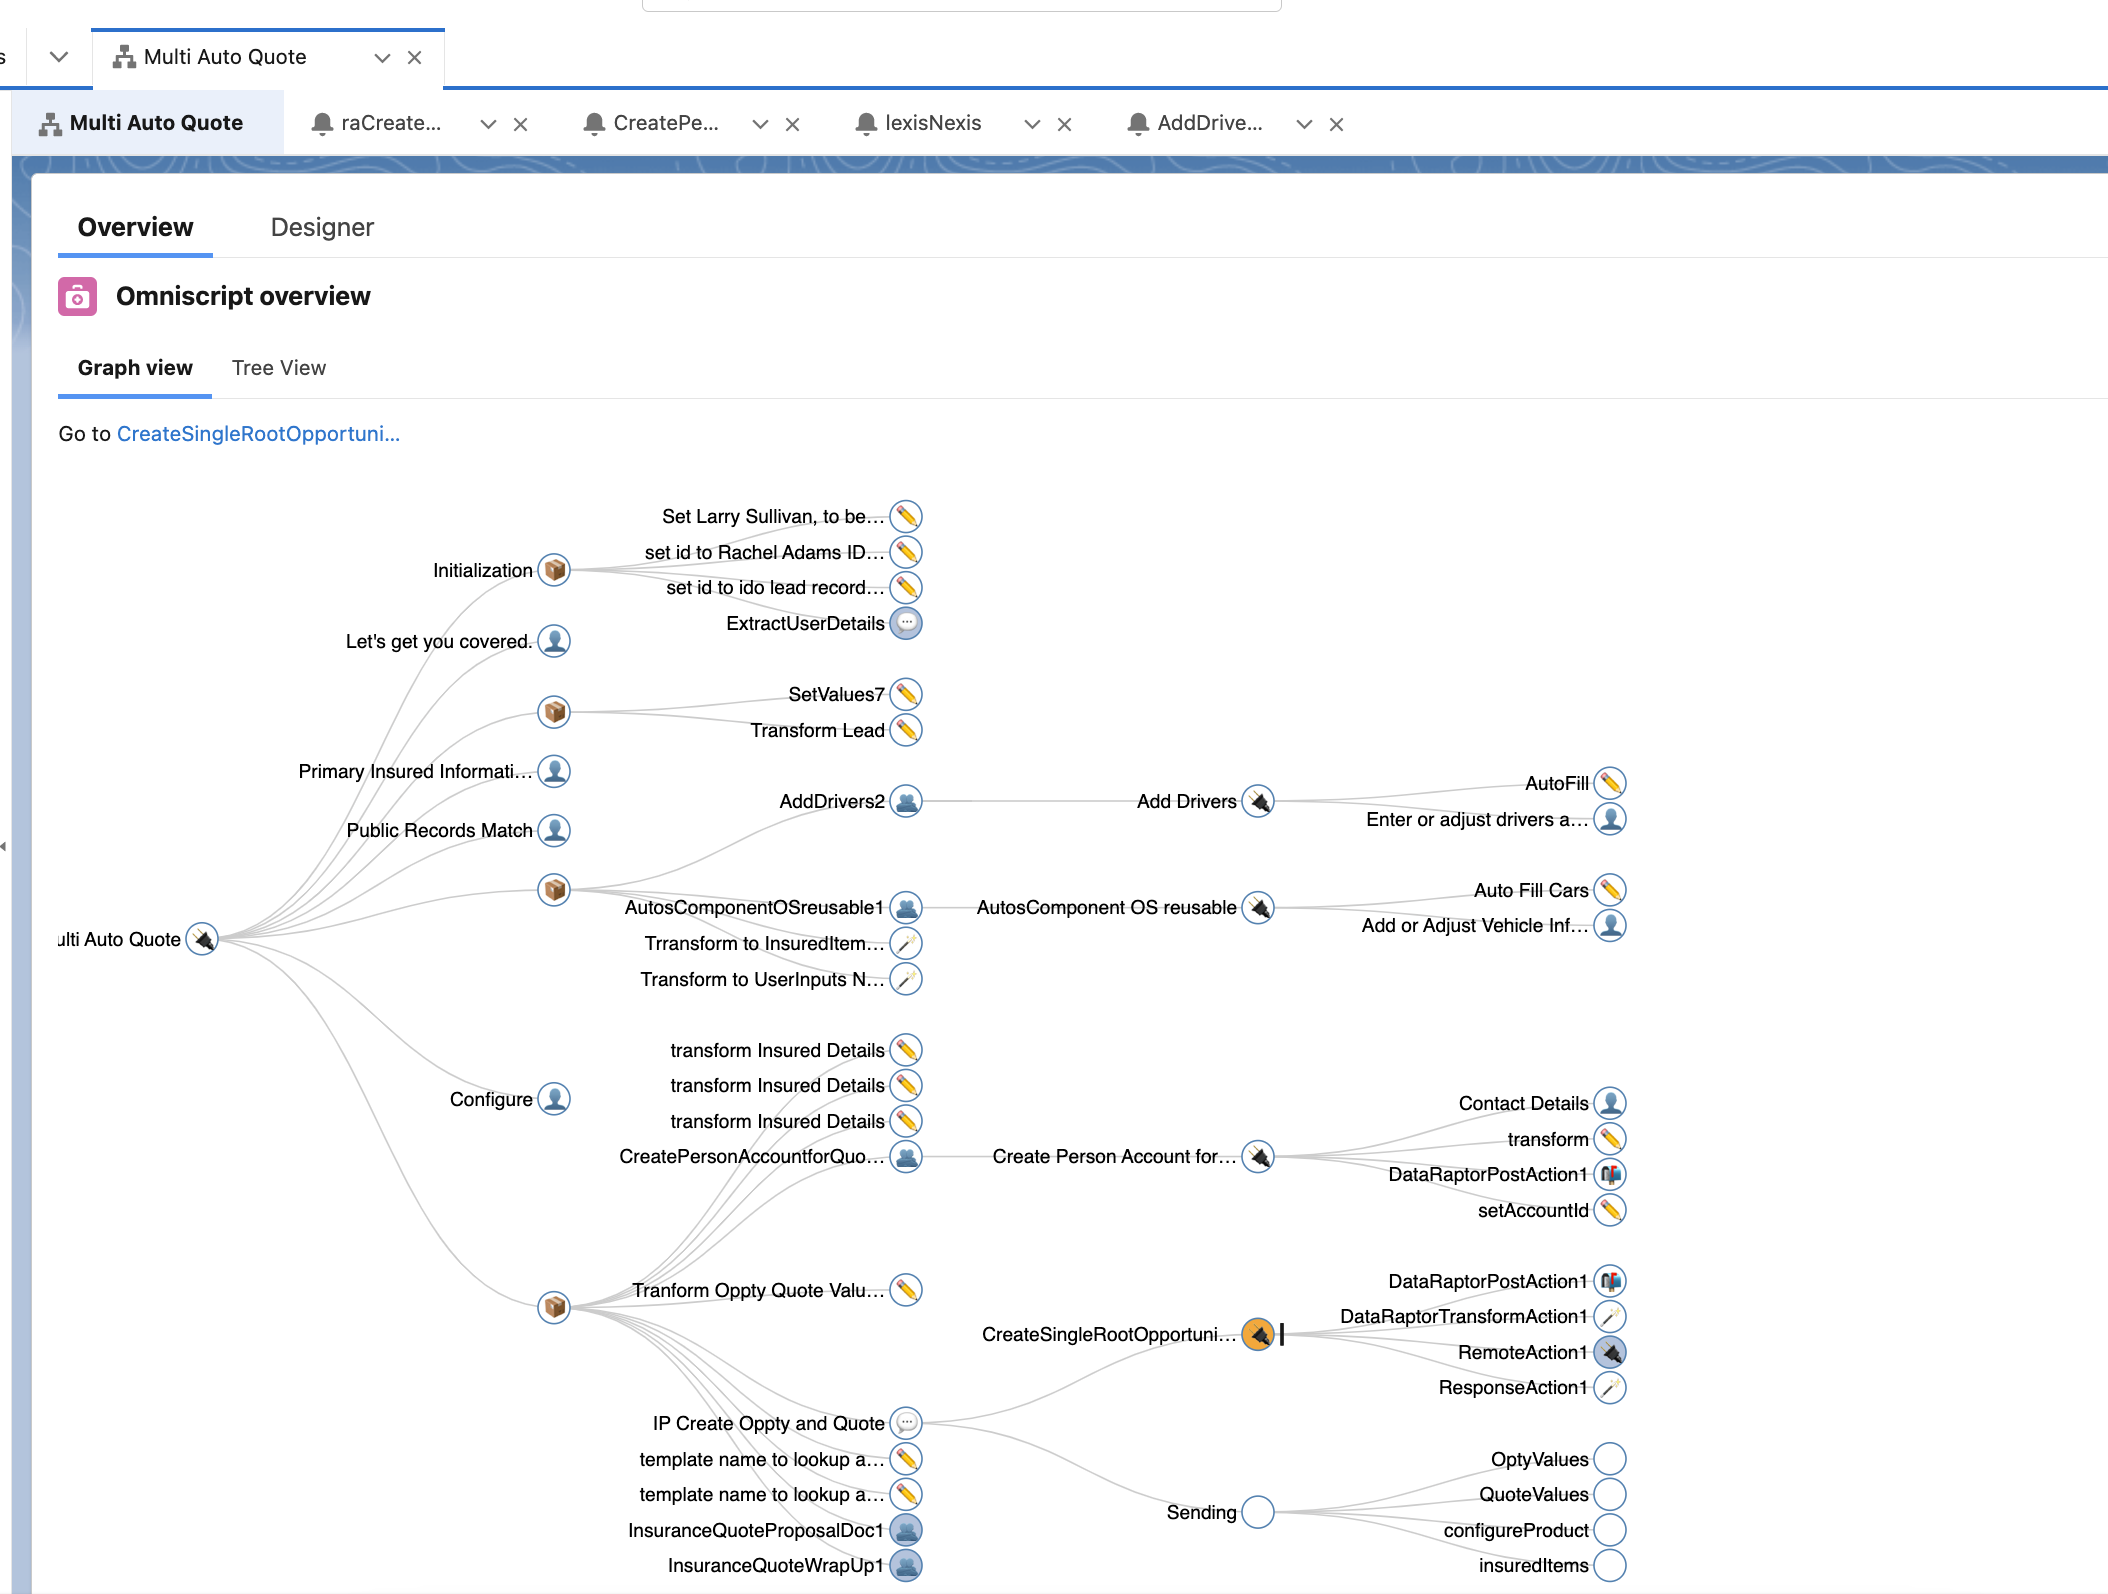 s
Multi Auto Quote
Multi Auto Quote
raCreate...
CreatePe...
lexisNexis
AddDrive...
Overview
Designer
Omniscript overview
Graph view
Tree View
Go to CreateSingleRootOpportuni...
Set Larry Sullivan, to be...
set id to Rachel Adams ID...
Initialization
set id to ido lead record...
ExtractUserDetails
Let's get you covered.
SetValues7
Transform Lead
Primary Insured Informati...
AutoFill
AddDrivers2
Add Drivers
Enter or adjust drivers a...
Public Records Match
Auto Fill Cars
AutosComponentOSreusable1
AutosComponent OS reusable
Add or Adjust Vehicle Inf...
ulti Auto Quote
Trransform to InsuredItem...
Transform to UserInputs N...
transform Insured Details
transform Insured Details
Configure
Contact Details
transform Insured Details
transform
CreatePersonAccountforQuo...
Create Person Account for...
DataRaptorPostAction1
setAccountId
Tranform Oppty Quote Valu...
DataRaptorPostAction1
DataRaptorTransformAction1
CreateSingleRootOpportuni...
RemoteAction1
ResponseAction1
IP Create Oppty and Quote
template name to lookup a...
OptyValues
template name to lookup a...
QuoteValues
Sending
InsuranceQuoteProposalDoc1
configureProduct
InsuranceQuoteWrapUp1
insuredItems